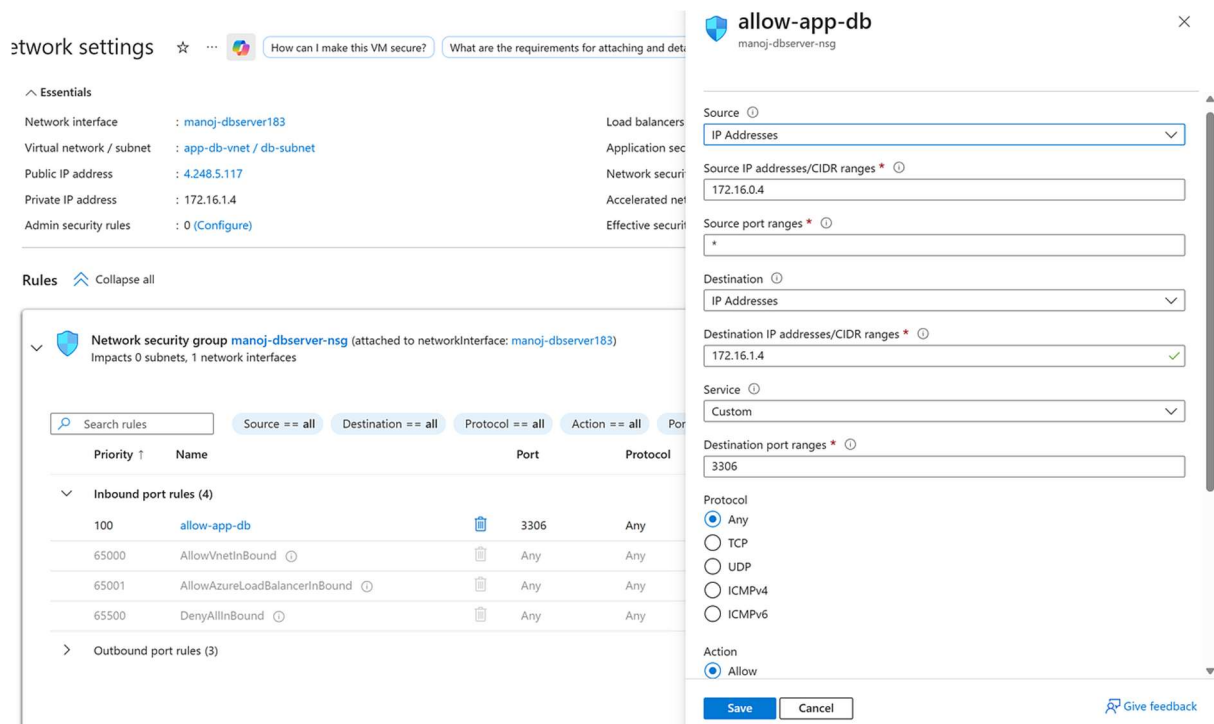 etwork settings
How can I make this VM secure?
What are the requirements for attaching and deta
Essentials
Network interface : manoj-dbserver183
Virtual network / subnet : app-db-vnet / db-subnet
Public IP address : 4.248.5.117
Private IP address : 172.16.1.4
Admin security rules : 0 (Configure)
Load balancers
Application sec
Network securi
Accelerated net
Effective securit
Rules Collapse all
Network security group manoj-dbserver-nsg (attached to networkInterface: manoj-dbserver183)
Impacts 0 subnets, 1 network interfaces
Search rules Source == all Destination == all Protocol == all Action == all Por
Priority ↑ Name Port Protocol
Inbound port rules (4)
100 allow-app-db 3306 Any
65000 AllowVnetInBound Any Any
65001 AllowAzureLoadBalancerInBound Any Any
65500 DenyAllInBound Any Any
Outbound port rules (3)
allow-app-db
manoj-dbserver-nsg
Source
IP Addresses
Source IP addresses/CIDR ranges *
172.16.0.4
Source port ranges *
*
Destination
IP Addresses
Destination IP addresses/CIDR ranges *
172.16.1.4
Service
Custom
Destination port ranges *
3306
Protocol
Any
TCP
UDP
ICMPv4
ICMPv6
Action
Allow
Save Cancel Give feedback